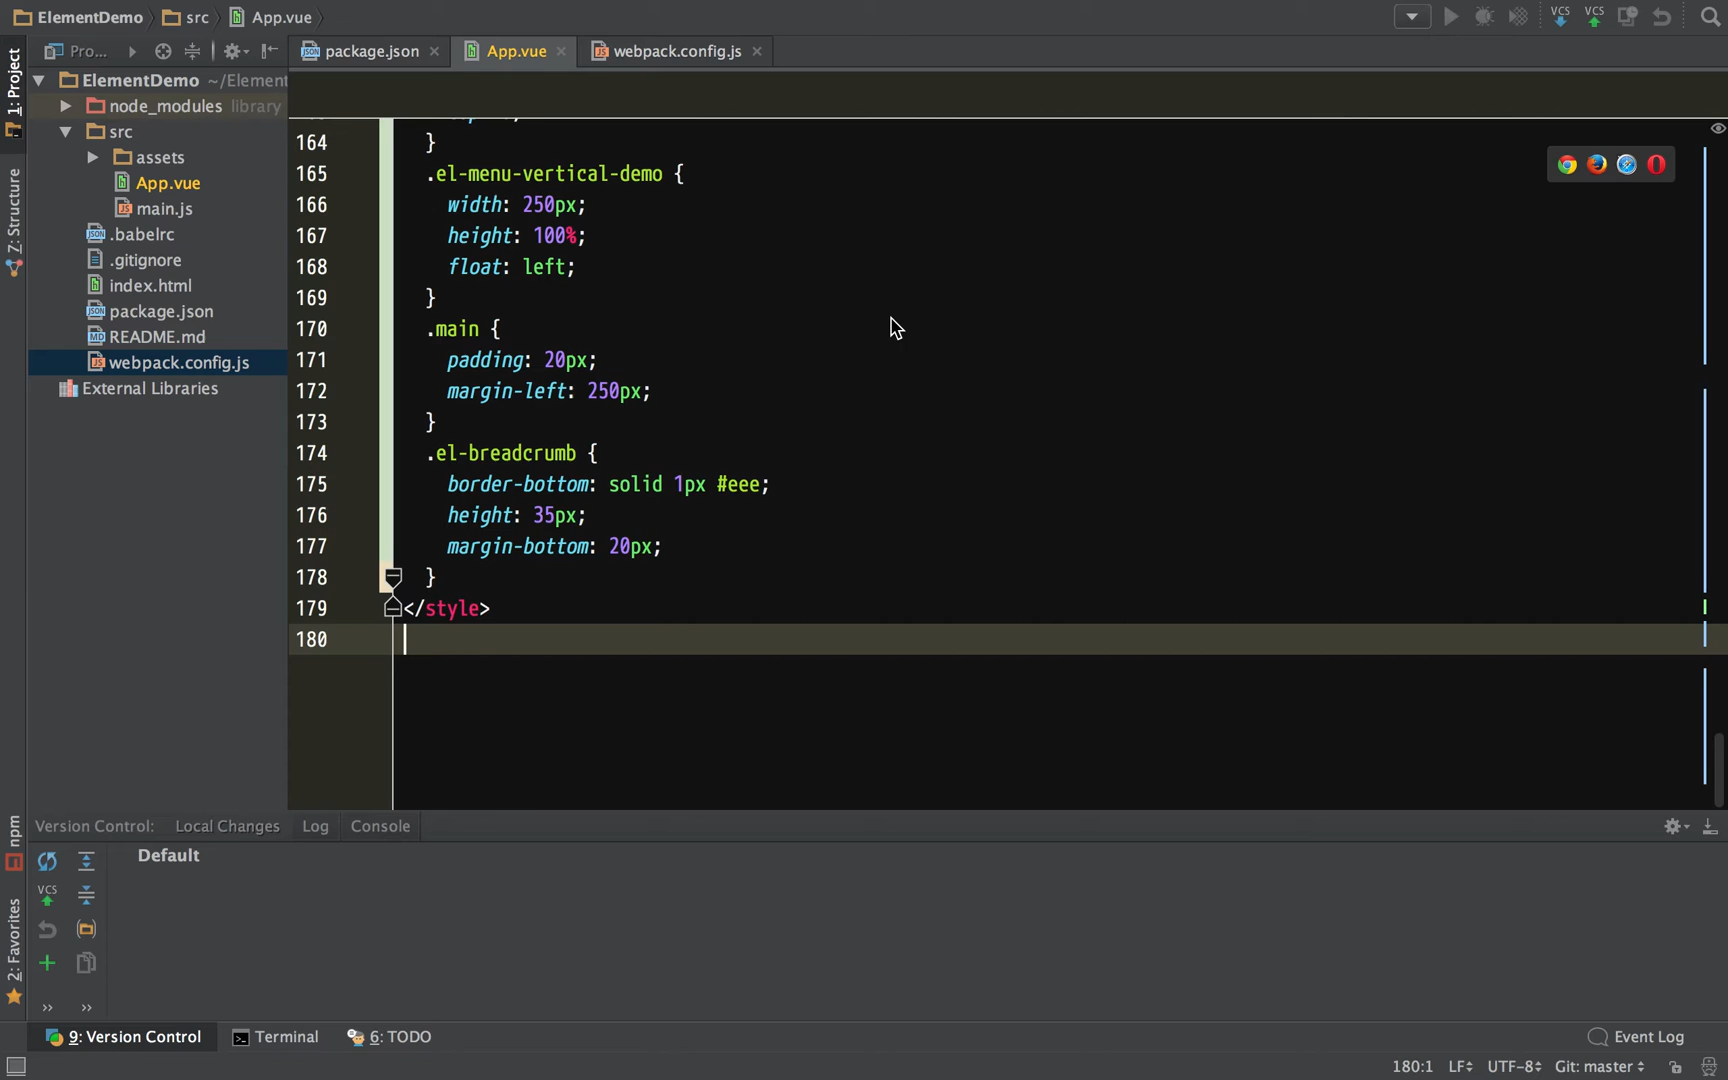 ElementDemo src App.vue
Pro...
package.json App.vue webpack.config.js
1: Project
Z: Structure
npm
2: Favorites
ElementDemo ~/Element
node_modules library
src
assets
App.vue
main.js
.babelrc
.gitignore
index.html
package.json
README.md
webpack.config.js
External Libraries
164 }
165 .el-menu-vertical-demo {
166 width: 250px;
167 height: 100%;
168 float: left;
169 }
170 .main {
171 padding: 20px;
172 margin-left: 250px;
173 }
174 .el-breadcrumb {
175 border-bottom: solid 1px #eee;
176 height: 35px;
177 margin-bottom: 20px;
178 }
179 </style>
180
Version Control: Local Changes Log Console
Default
9: Version Control Terminal 6: TODO Event Log
180:1 LF UTF-8 Git: master
VCS VCS
VCS